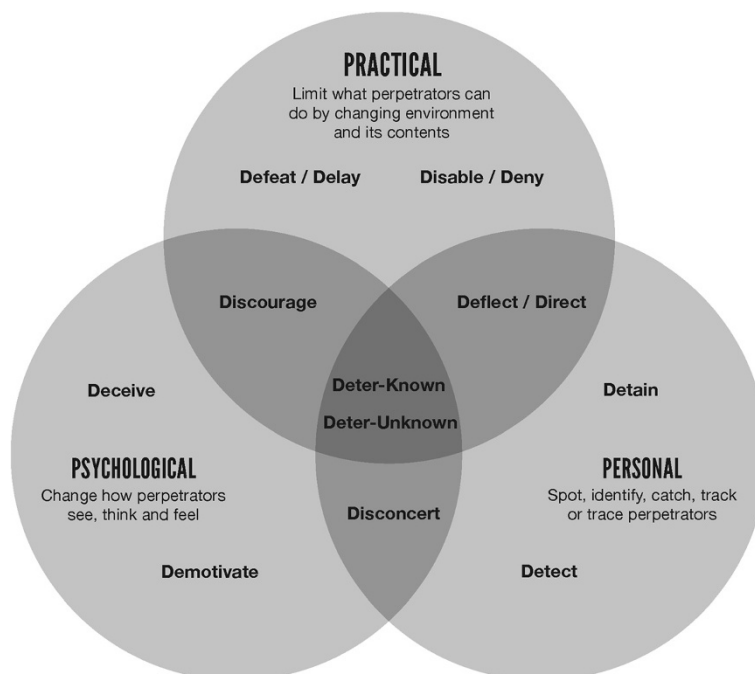 PRACTICAL
Limit what perpetrators can
do by changing environment
and its contents
Defeat / Delay
Disable / Deny
Discourage
Deflect / Direct
Deter-Known
Deter-Unknown
Deceive
Detain
PSYCHOLOGICAL
Change how perpetrators
see, think and feel
PERSONAL
Spot, identify, catch, track
or trace perpetrators
Disconcert
Demotivate
Detect